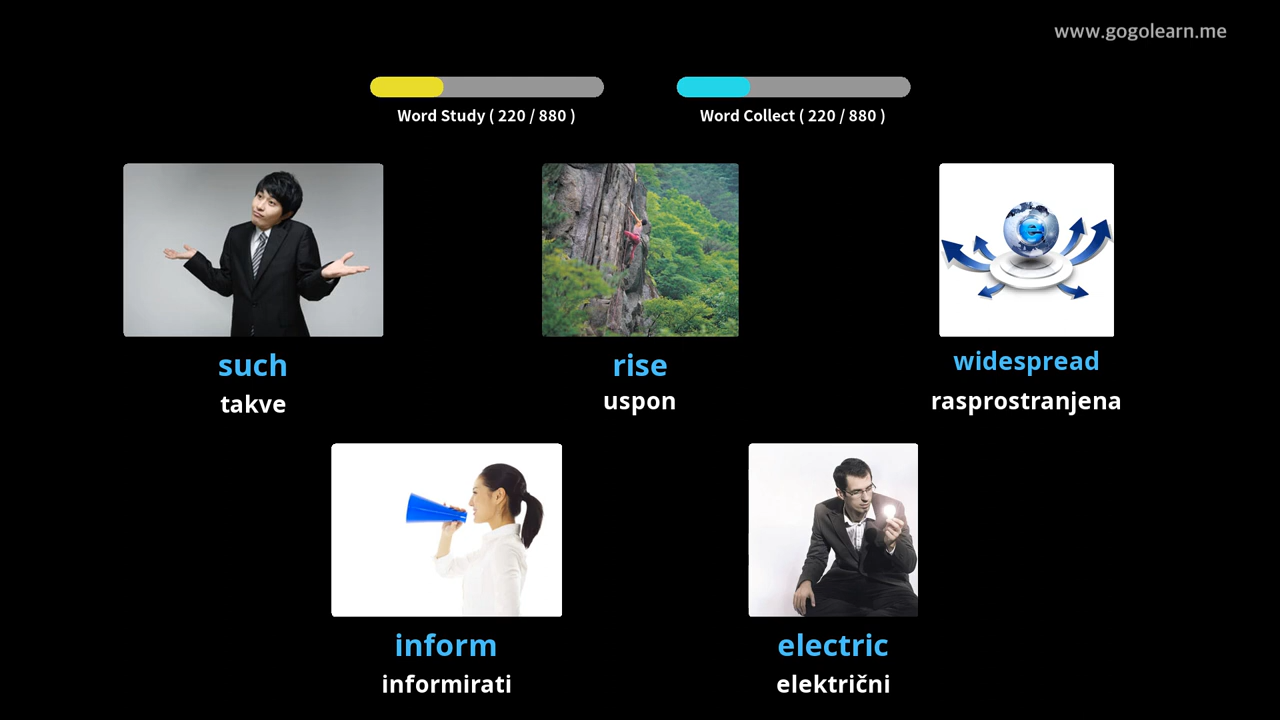 www.gogolearn.me
Word Study ( 220 / 880 )
Word Collect ( 220 / 880 )
such
takve
rise
uspon
widespread
rasprostranjena
inform
informirati
electric
električni